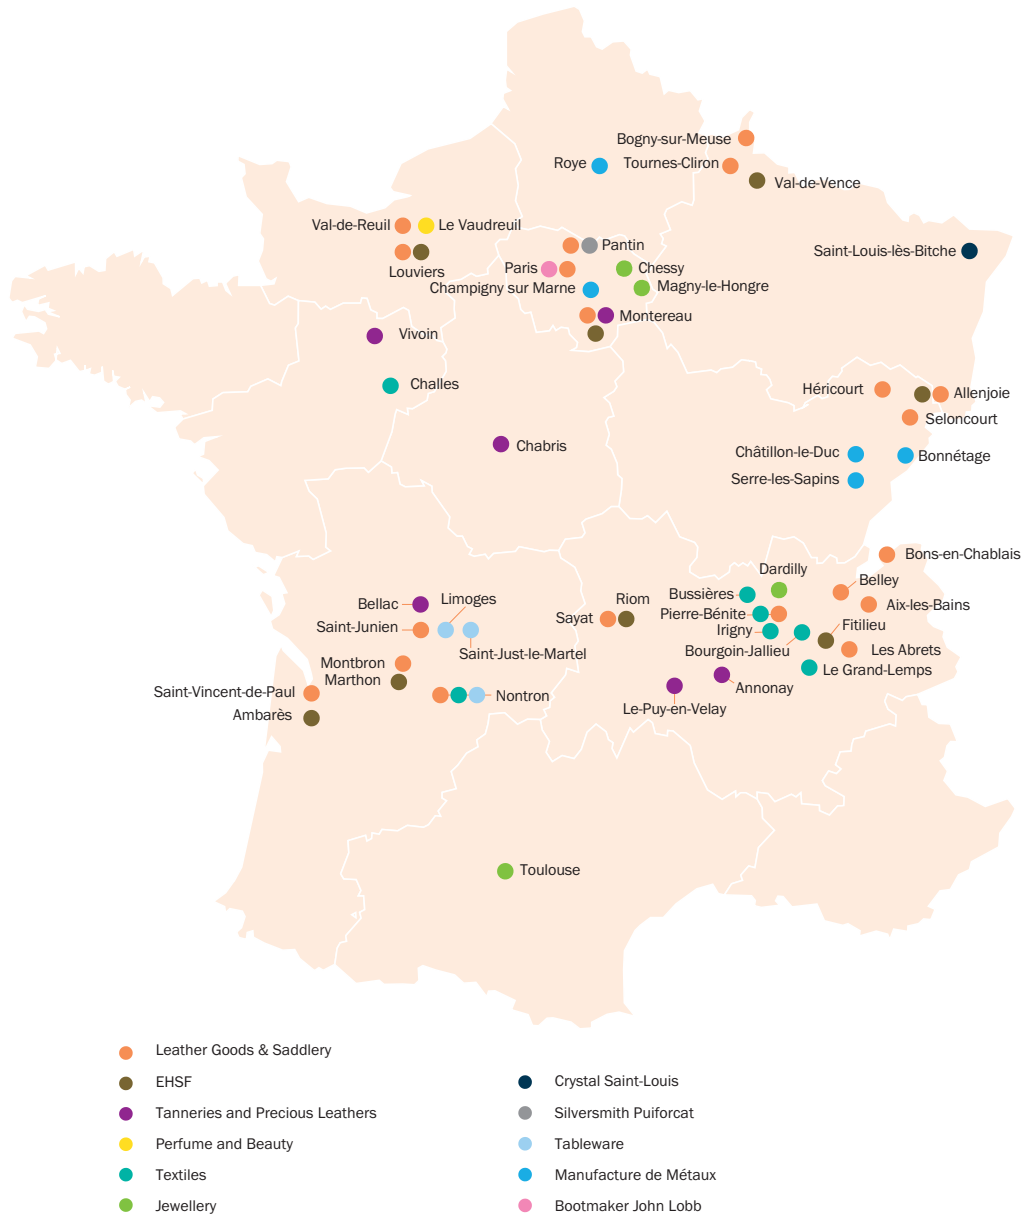 Bogny-sur-Meuse
Roye
Tournes-Cliron
Val-de-Vence
Val-de-Reuil
Le Vaudreuil
Louviers
Pantin
Saint-Louis-lès-Bitche
Paris
Chessy
Champigny sur Marne
Magny-le-Hongre
Montereau
Vivoin
Challes
Héricourt
Allenjoie
Seloncourt
Chabris
Châtillon-le-Duc
Bonnétage
Serre-les-Sapins
Bons-en-Chablais
Dardilly
Belley
Bussières
Aix-les-Bains
Bellac
Limoges
Riom
Sayat
Pierre-Bénite
Saint-Junien
Irigny
Fitilieu
Saint-Just-le-Martel
Bourgoin-Jallieu
Les Abrets
Montbron
Le Grand-Lemps
Marthon
Annonay
Saint-Vincent-de-Paul
Nontron
Le-Puy-en-Velay
Ambarès
Toulouse
Leather Goods & Saddlery
EHSF
Tanneries and Precious Leathers
Perfume and Beauty
Textiles
Jewellery
Crystal Saint-Louis
Silversmith Puiforcat
Tableware
Manufacture de Métaux
Bootmaker John Lobb